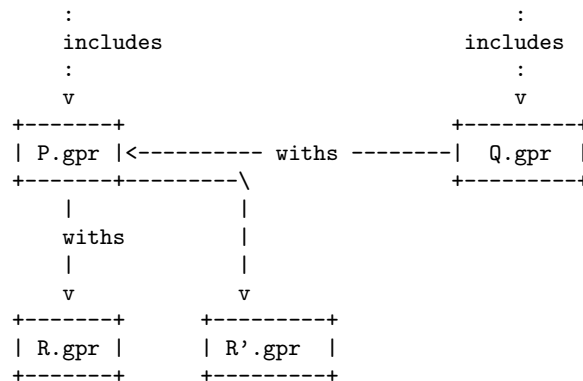 :                              :
    includes                    includes
    :                              :
    v                              v
+-------+                      +---------+
| P.gpr |<---------- withs --------|  Q.gpr  |
+-------+---------\            +---------+
    |              |
    withs          |
    |              |
    v              v
+-------+       +---------+
| R.gpr |       | R'.gpr  |
+-------+       +---------+